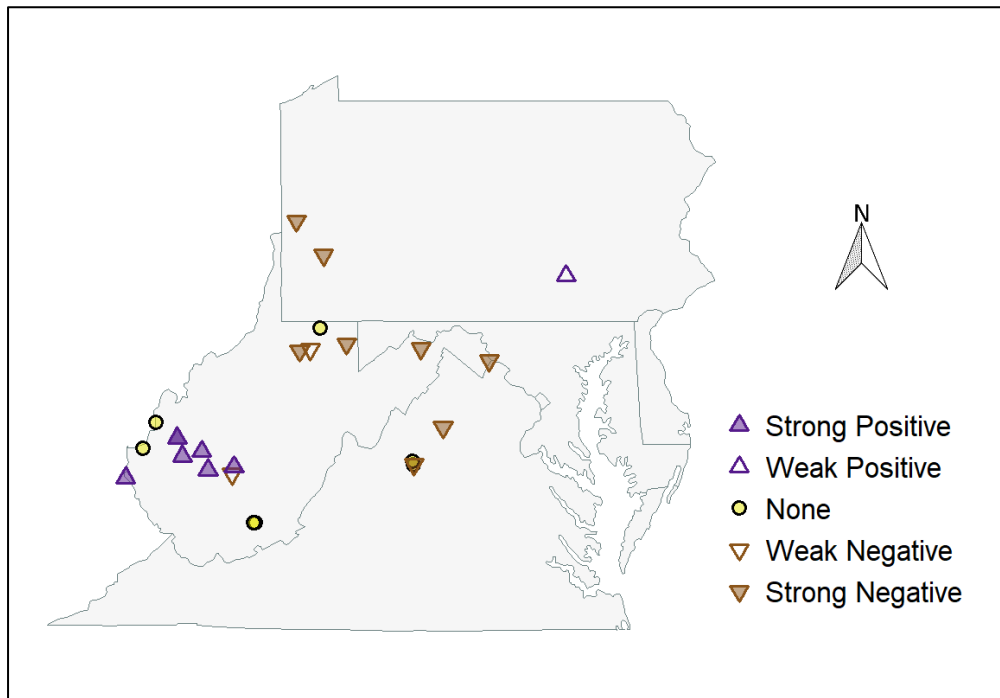 N
Strong Positive
Weak Positive
None
Weak Negative
Strong Negative